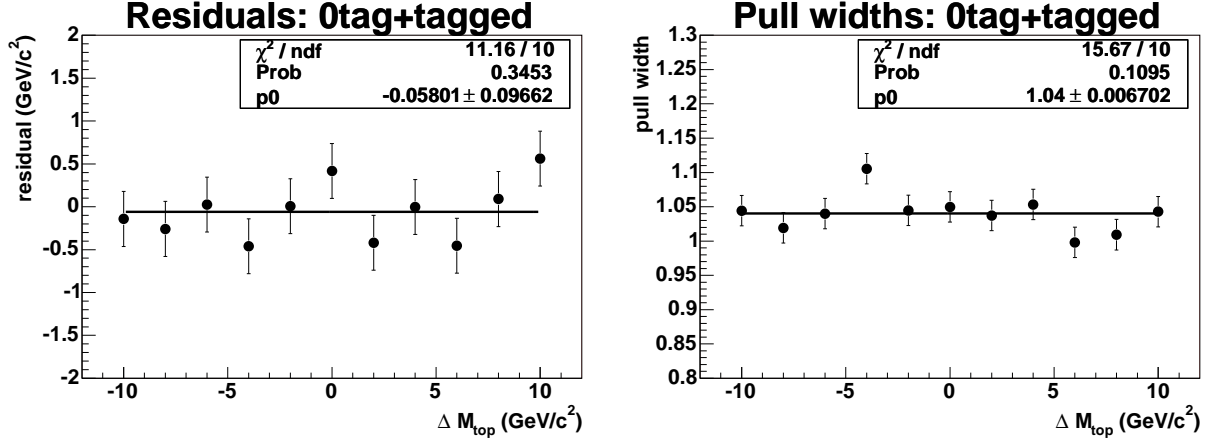 Residuals: 0tag+tagged
χ² / ndf 11.16 / 10
Prob 0.3453
p0 -0.05801 ± 0.09662
residual (GeV/c²)
2
1.5
1
0.5
0
-0.5
-1
-1.5
-2
-10 -5 0 5 10
Δ M_top (GeV/c²)
Pull widths: 0tag+tagged
χ² / ndf 15.67 / 10
Prob 0.1095
p0 1.04 ± 0.006702
pull width
1.3
1.25
1.2
1.15
1.1
1.05
1
0.95
0.9
0.85
0.8
-10 -5 0 5 10
Δ M_top (GeV/c²)